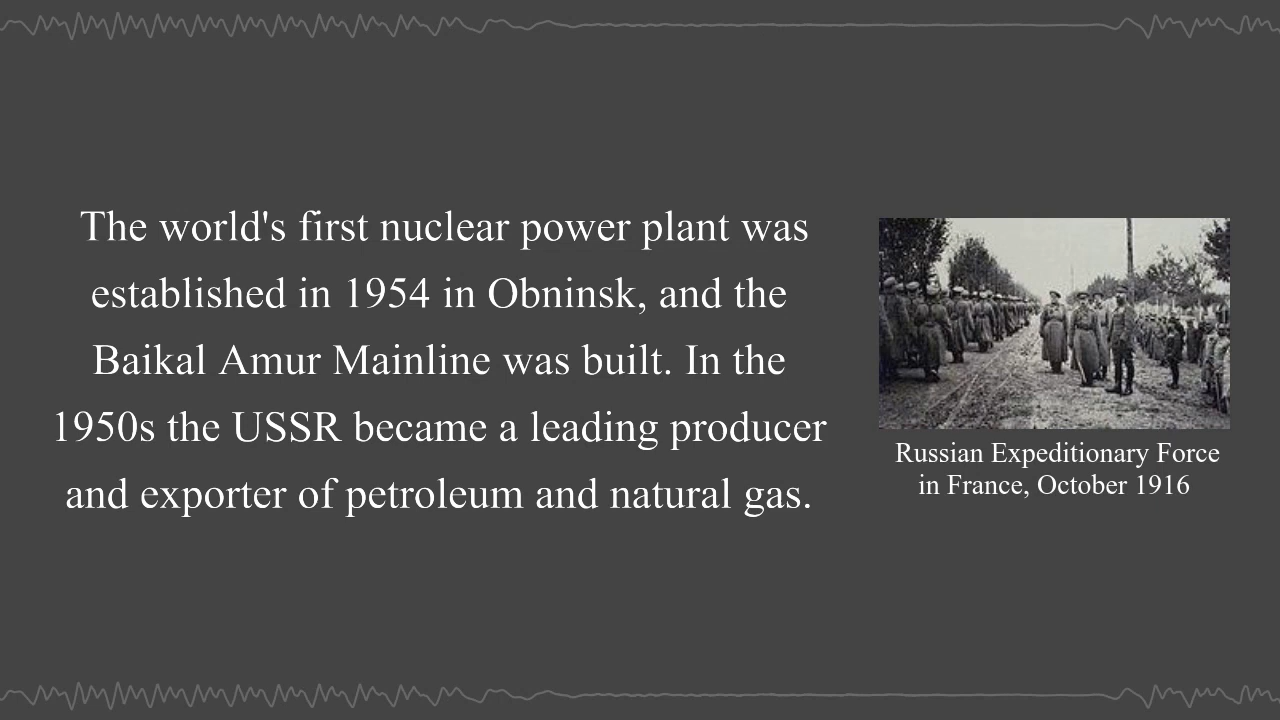 The world's first nuclear power plant was
established in 1954 in Obninsk, and the
Baikal Amur Mainline was built. In the
1950s the USSR became a leading producer
and exporter of petroleum and natural gas.
Russian Expeditionary Force
in France, October 1916